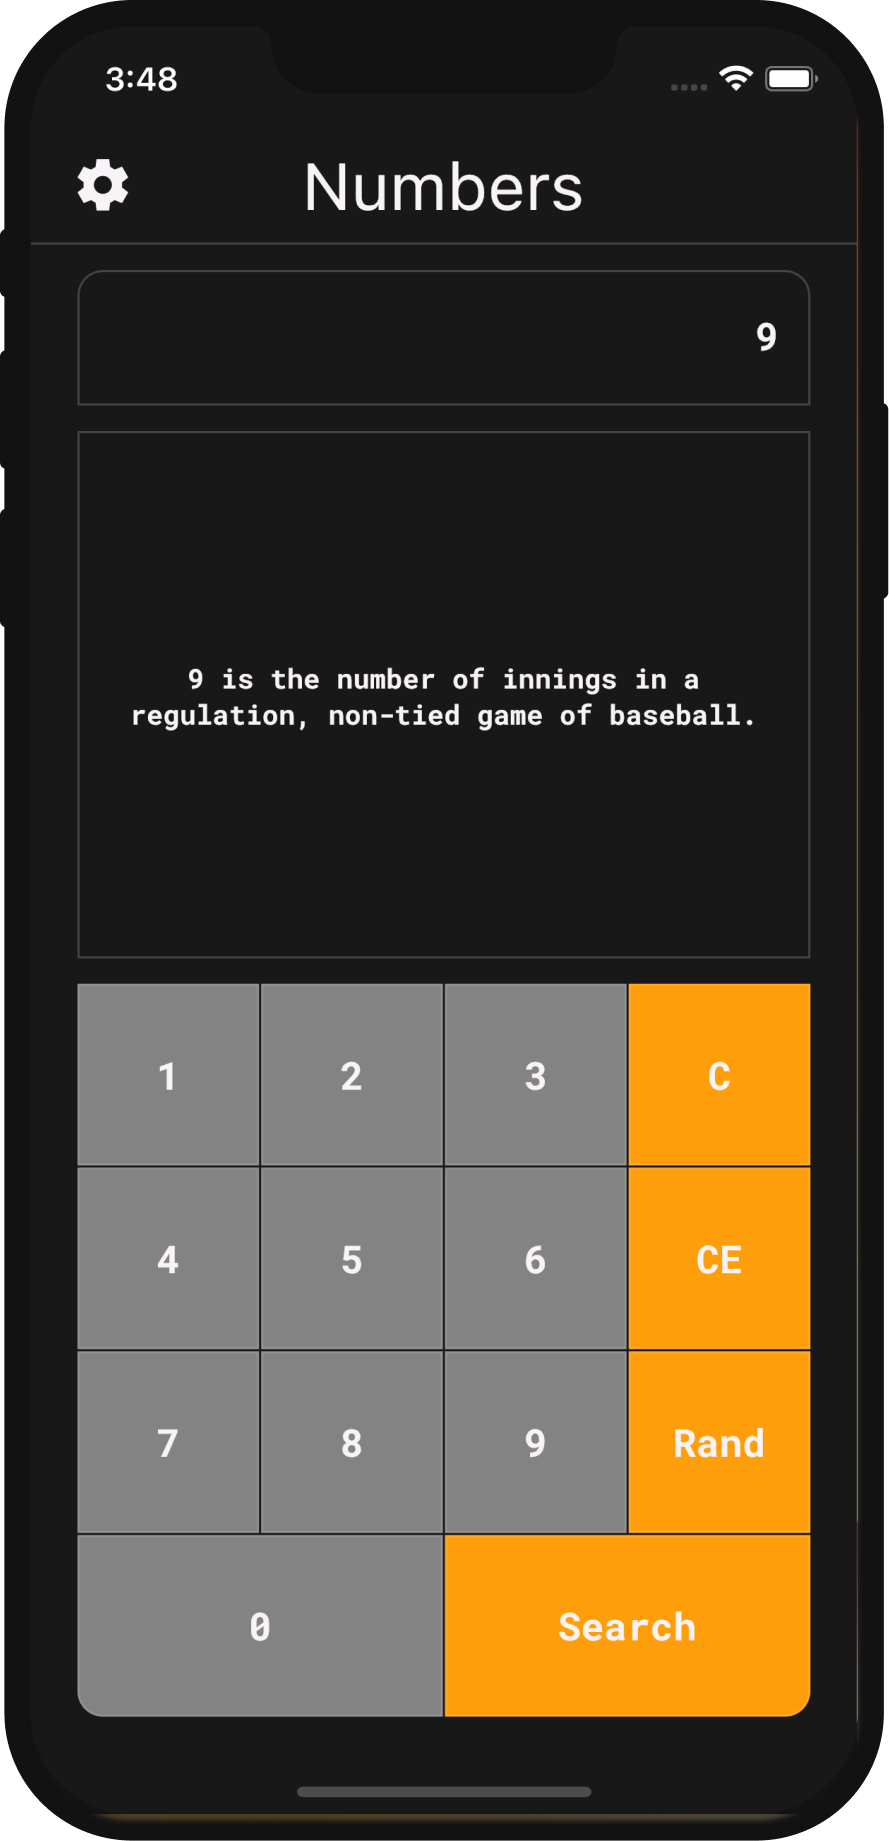 3:48
Numbers
9
9 is the number of innings in a
regulation, non-tied game of baseball.
1 2 3 C
4 5 6 CE
7 8 9 Rand
0 Search